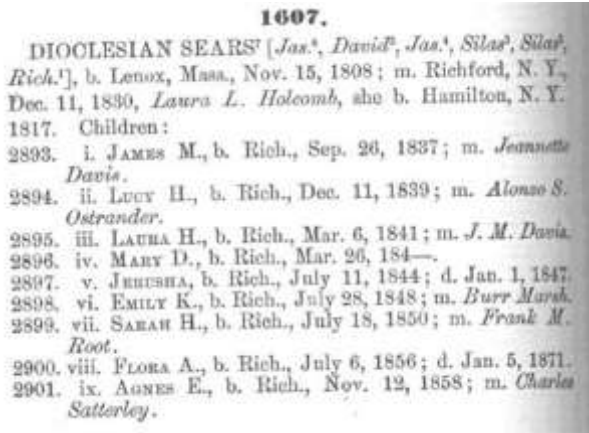 1607.
DIOCLESIAN SEARS⁷ [Jas.⁶, David⁵, Jas.⁴, Silas³, Silas²,
Rich.¹], b. Lenox, Mass., Nov. 15, 1808; m. Richford, N. Y.,
Dec. 11, 1830, Laura L. Holcomb, she b. Hamilton, N. Y.
1817. Children:
2893. i. JAMES M., b. Rich., Sep. 26, 1837; m. Jeannette
Davis.
2894. ii. LUCY H., b. Rich., Dec. 11, 1839; m. Alonzo S.
Ostrander.
2895. iii. LAURA H., b. Rich., Mar. 6, 1841; m. J. M. Davis.
2896. iv. MARY D., b. Rich., Mar. 26, 184—.
2897. v. JERUSHA, b. Rich., July 11, 1844; d. Jan. 1, 1847.
2898. vi. EMILY K., b. Rich., July 28, 1848; m. Burr Marsh.
2899. vii. SARAH H., b. Rich., July 18, 1850; m. Frank M.
Root.
2900. viii. FLORA A., b. Rich., July 6, 1856; d. Jan. 5, 1871.
2901. ix. AGNES E., b. Rich., Nov. 12, 1858; m. Charles
Satterley.